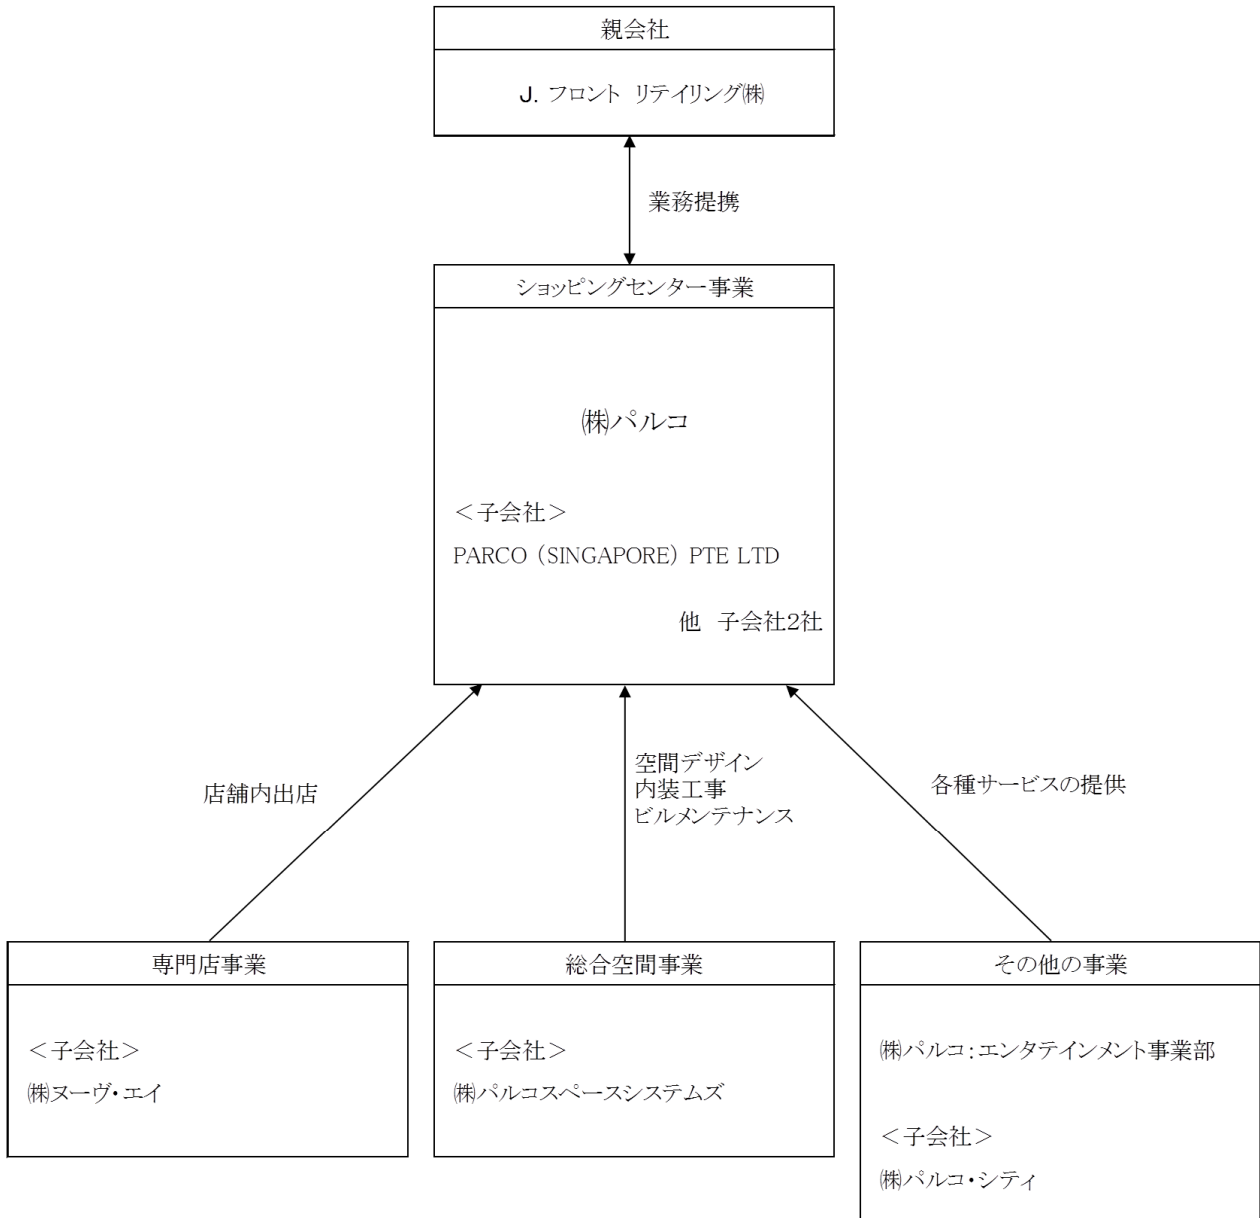 親会社
J. フロント リテイリング㈱
業務提携
ショッピングセンター事業
㈱パルコ
＜子会社＞
PARCO（SINGAPORE）PTE LTD
他　子会社2社
店舗内出店
空間デザイン
内装工事
ビルメンテナンス
各種サービスの提供
専門店事業
＜子会社＞
㈱ヌーヴ・エイ
総合空間事業
＜子会社＞
㈱パルコスペースシステムズ
その他の事業
㈱パルコ：エンタテインメント事業部
＜子会社＞
㈱パルコ・シティ